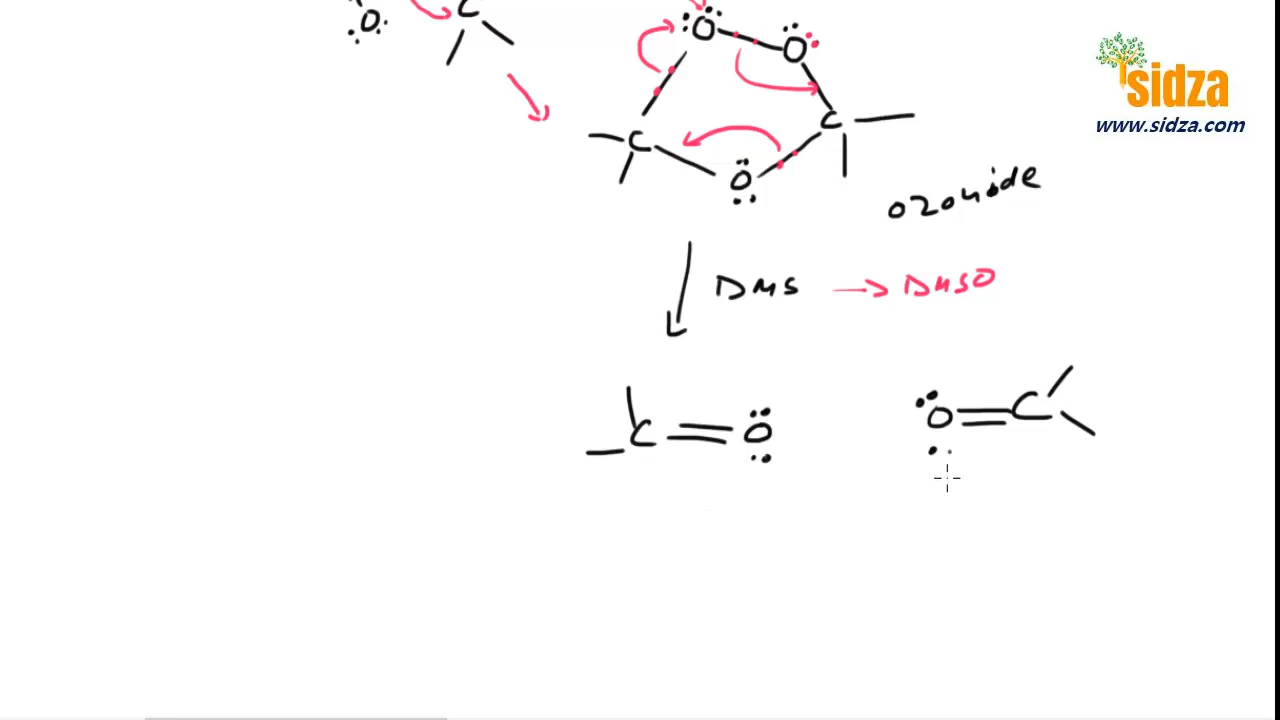 O C
O O
sidza
C
www.sidza.com
C
O
ozonide
DMS → DMSO
C = O
O = C